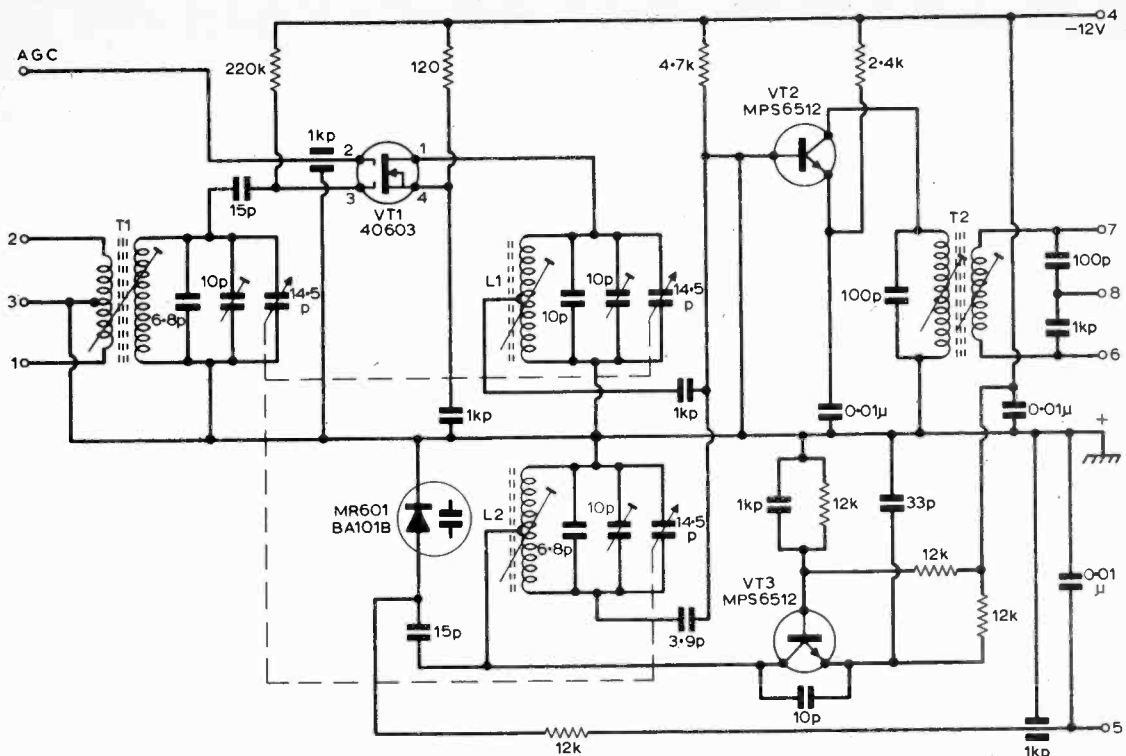 4
−12V
AGC
220k
120
4·7k
2·4k
VT2
MPS6512
1kp
2
1
3
4
VT1
40603
15p
T1
2
3
1
6·8p
10p
14·5
p
L1
10p
10p
14·5
p
1kp
1kp
100p
T2
7
100p
8
1kp
6
0·01μ
0·01μ
+
MR601
BA101B
L2
6·8p
10p
14·5
p
1kp
12k
33p
12k
VT3
MPS6512
12k
0·01
μ
15p
3·9p
10p
12k
1kp
5